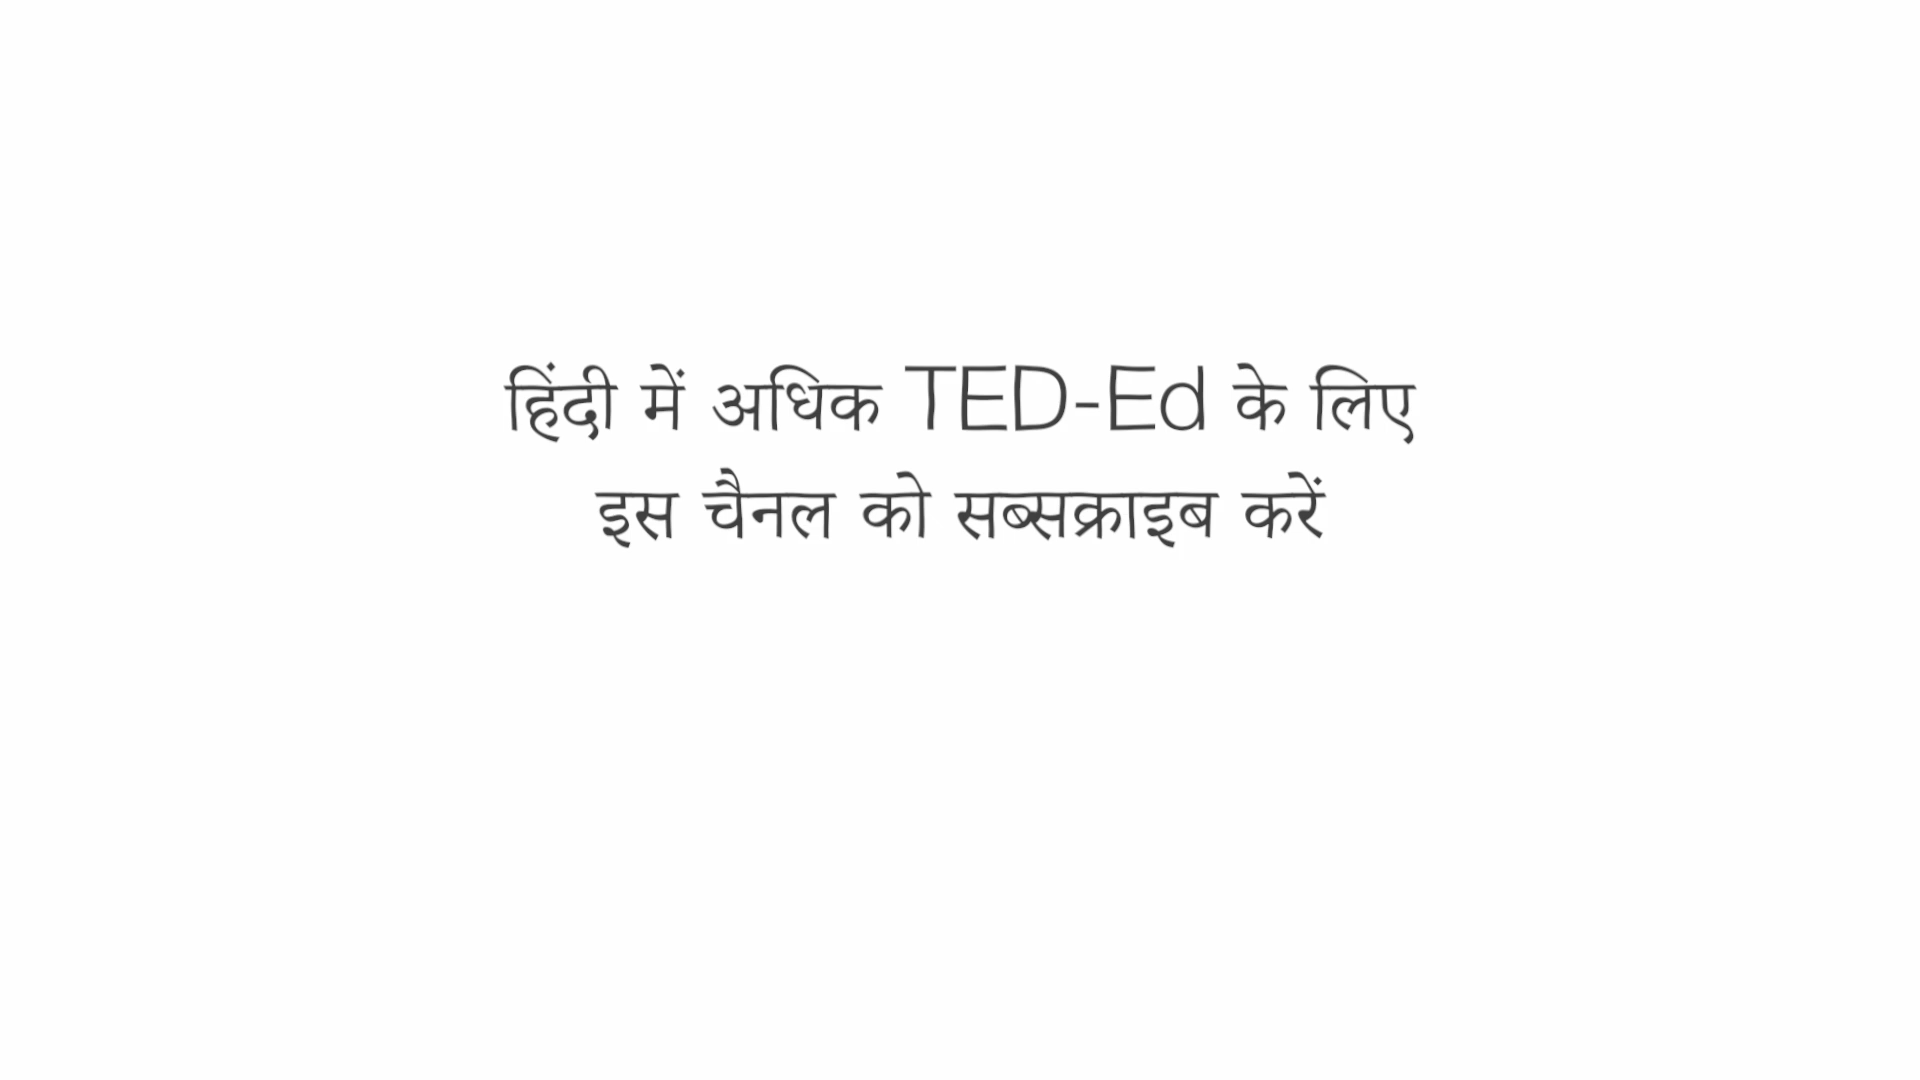 हिंदी में अधिक TED-Ed के लिए
इस चैनल को सब्सक्राइब करें